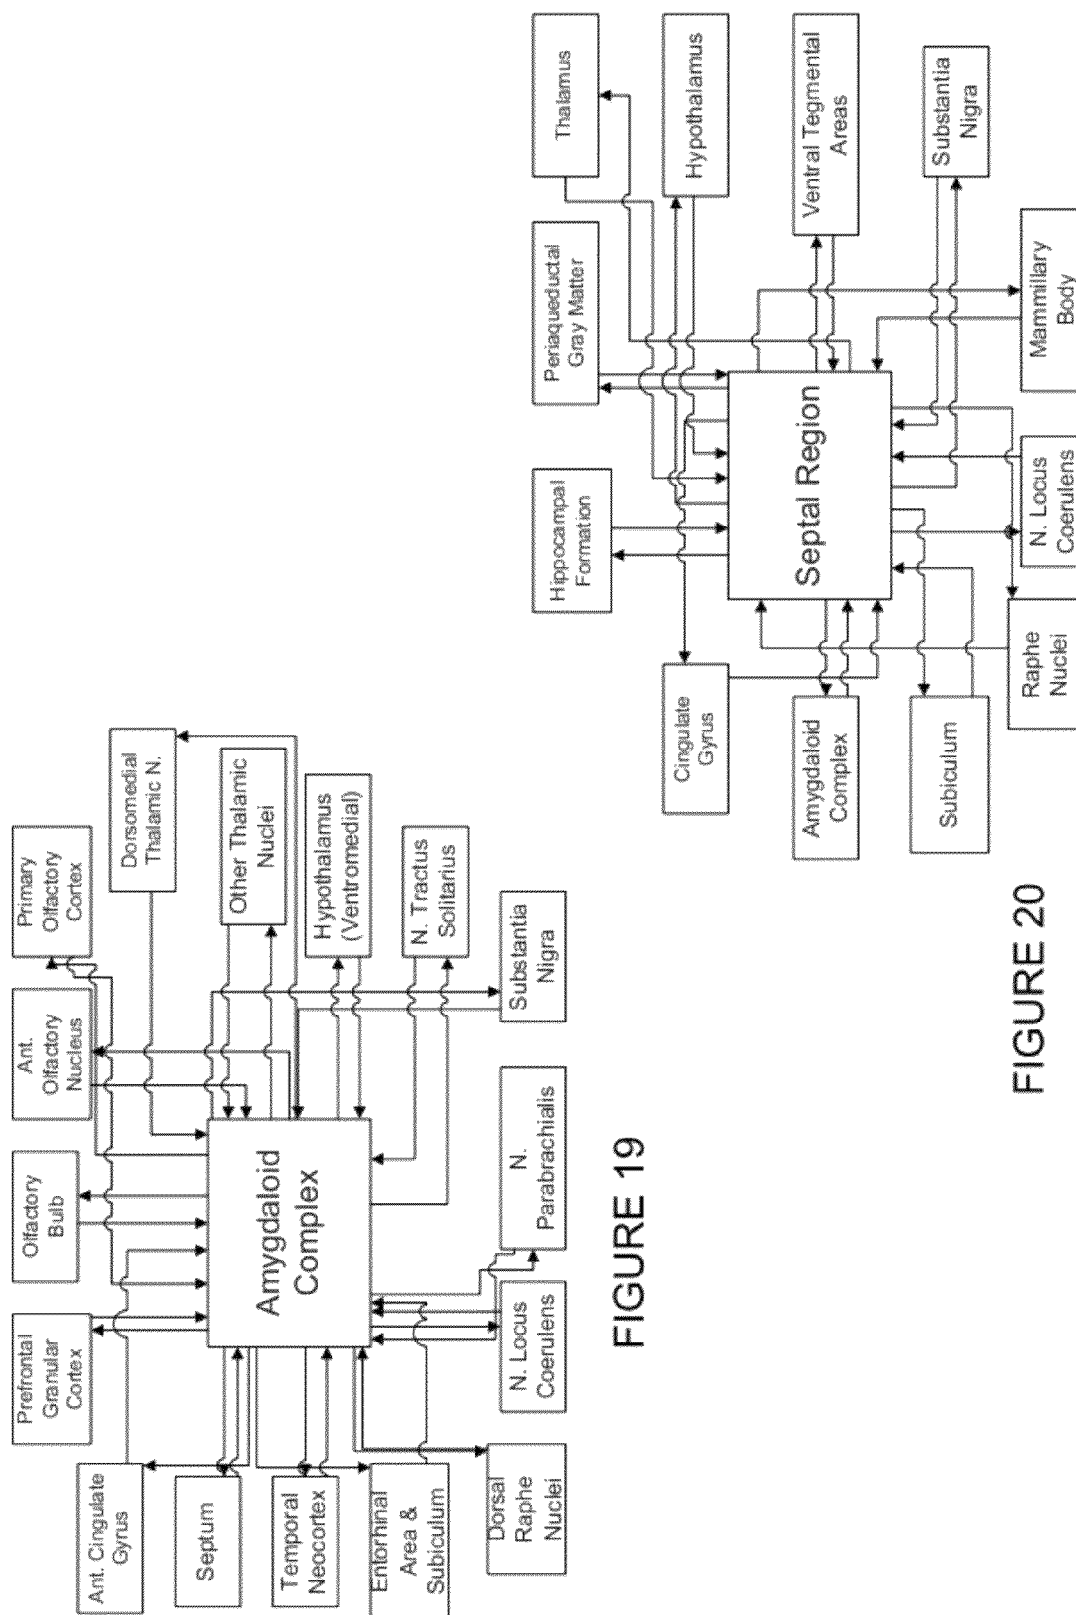 Prefrontal
Granular
Cortex
Olfactory
Bulb
Ant.
Olfactory
Nucleus
Primary
Olfactory
Cortex
Ant. Cingulate
Gyrus
Dorsomedial
Thalamic N.
Septum
Other Thalamic
Nuclei
Amygdaloid
Complex
Temporal
Neocortex
Hypothalamus
(Ventromedial)
Entorhinal
Area &
Subiculum
N. Tractus
Solitarius
Dorsal
Raphe
Nuclei
N. Locus
Coerulens
N.
Parabrachialis
Substantia
Nigra
FIGURE 19
Hippocampal
Formation
Periaqueductal
Gray Matter
Thalamus
Cingulate
Gyrus
Hypothalamus
Septal Region
Amygdaloid
Complex
Ventral Tegmental
Areas
Subiculum
Substantia
Nigra
Raphe
Nuclei
N. Locus
Coerulens
Mammillary
Body
FIGURE 20